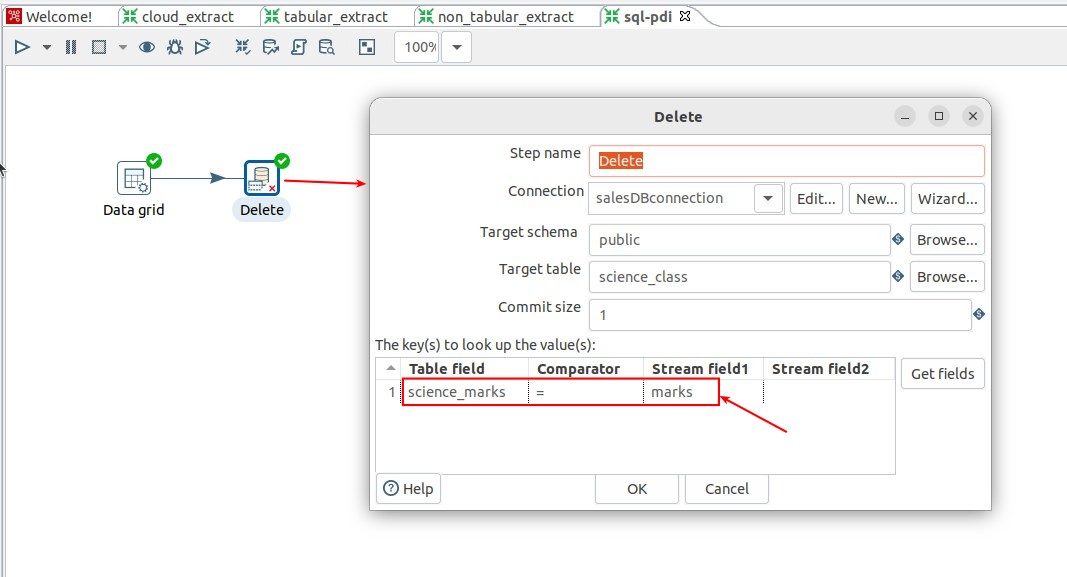 Welcome! cloud_extract tabular_extract non_tabular_extract sql-pdi
100%
Data grid
Delete
Delete
Step name Delete
Connection salesDBconnection Edit... New... Wizard...
Target schema public Browse...
Target table science_class Browse...
Commit size 1
The key(s) to look up the value(s):
Table field Comparator Stream field1 Stream field2 Get fields
1 science_marks = marks
Help OK Cancel